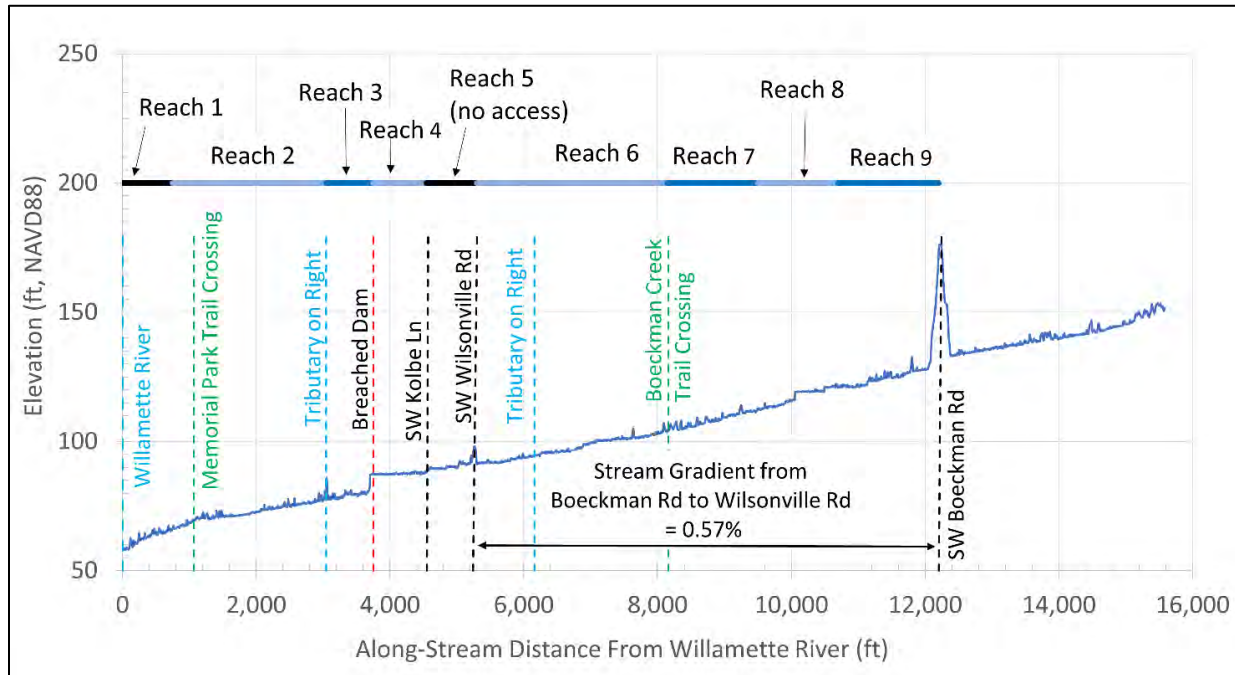 250
200
150
100
50
Elevation (ft, NAVD88)
Reach 1
Reach 2
Reach 3
Reach 4
Reach 5
(no access)
Reach 6
Reach 7
Reach 8
Reach 9
Willamette River
Memorial Park Trail Crossing
Tributary on Right
Breached Dam
SW Kolbe Ln
SW Wilsonville Rd
Tributary on Right
Boeckman Creek
Trail Crossing
SW Boeckman Rd
Stream Gradient from
Boeckman Rd to Wilsonville Rd
= 0.57%
0 2,000 4,000 6,000 8,000 10,000 12,000 14,000 16,000
Along-Stream Distance From Willamette River (ft)